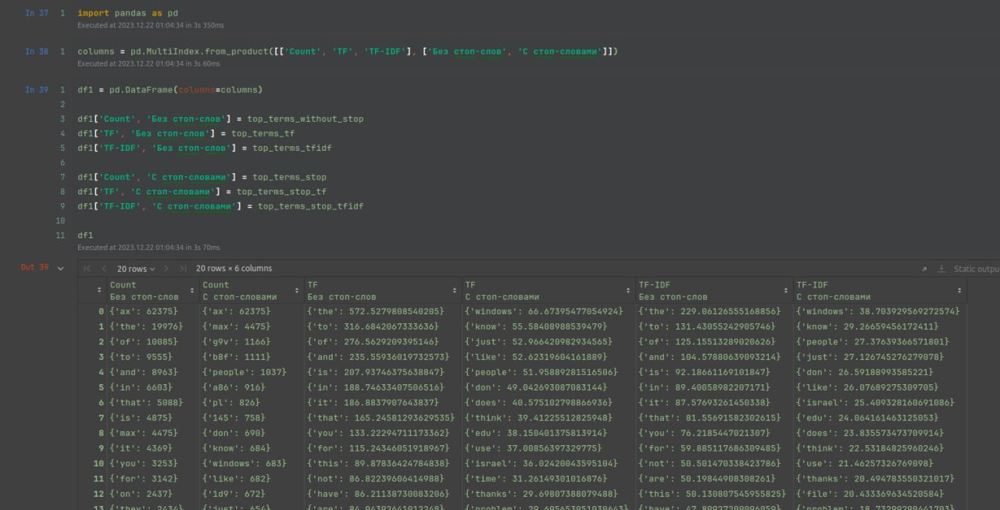 In 37 1 import pandas as pd
Executed at 2023.12.22 01:04:34 in 3s 350ms
In 38 1 columns = pd.MultiIndex.from_product([['Count', 'TF', 'TF-IDF'], ['Без стоп-слов', 'С стоп-словами']])
Executed at 2023.12.22 01:04:34 in 3s 60ms
In 39 1 df1 = pd.DataFrame(columns=columns)
2
3 df1['Count', 'Без стоп-слов'] = top_terms_without_stop
4 df1['TF', 'Без стоп-слов'] = top_terms_tf
5 df1['TF-IDF', 'Без стоп-слов'] = top_terms_tfidf
6
7 df1['Count', 'С стоп-словами'] = top_terms_stop
8 df1['TF', 'С стоп-словами'] = top_terms_stop_tf
9 df1['TF-IDF', 'С стоп-словами'] = top_terms_stop_tfidf
10
11 df1
Executed at 2023.12.22 01:04:34 in 3s 70ms
Out 39 20 rows 20 rows × 6 columns Static outpu
Count Count TF TF TF-IDF TF-IDF
Без стоп-слов С стоп-словами Без стоп-слов С стоп-словами Без стоп-слов С стоп-словами
0 {'ax': 62375} {'ax': 62375} {'the': 572.5279808540205} {'windows': 66.67395477054924} {'the': 229.06126555168856} {'windows': 38.703929569272574}
1 {'the': 19976} {'max': 4475} {'to': 316.6842067333636} {'know': 55.58408988539479} {'to': 131.43055242905746} {'know': 29.266594561 72411}
2 {'of': 10085} {'g9v': 1166} {'of': 276.5629209395146} {'just': 52.966420982934565} {'of': 125.15513289020626} {'people': 27.37639366571801}
3 {'to': 9555} {'b8f': 1111} {'and': 235.55936019732573} {'like': 52.62319604161889} {'and': 104.57880639093214} {'just': 27.126745276279078}
4 {'and': 8963} {'people': 1037} {'is': 207.93746375638847} {'people': 51.95889281516506} {'is': 92.18661169101847} {'don': 26.59188993585221}
5 {'in': 6603} {'a86': 916} {'in': 188.74633407506516} {'don': 49.042693087083144} {'in': 89.40058982207171} {'like': 26.07689275309705}
6 {'that': 5088} {'pl': 826} {'it': 186.8837907643837} {'does': 40.575102798866936} {'it': 87.57693261450338} {'israel': 25.409328160691086}
7 {'is': 4875} {'145': 758} {'that': 165.24581293629535} {'think': 39.41225512825948} {'that': 81.55691582302615} {'edu': 24.064161463125053}
8 {'max': 4475} {'don': 690} {'you': 133.22294711173362} {'edu': 38.150401375813914} {'you': 76.2185447021307} {'does': 23.835573473709914}
9 {'it': 4369} {'know': 684} {'for': 115.24346051918967} {'use': 37.00856397329775} {'for': 59.885117686309485} {'think': 22.53184825960246}
10 {'you': 3253} {'windows': 683} {'this': 89.87836424784838} {'israel': 36.02420043595104} {'not': 50.501470338423786} {'use': 21.46257326769098}
11 {'for': 3142} {'like': 682} {'not': 86.82239606414988} {'time': 31.26149301016876} {'are': 50.19844908308261} {'thanks': 20.494783550321017}
12 {'on': 2437} {'1d9': 672} {'have': 86.21138730083206} {'thanks': 29.69807388079488} {'this': 50.130807545955825} {'file': 20.433369634520584}
13 {'they': 2434} {'just': 654}